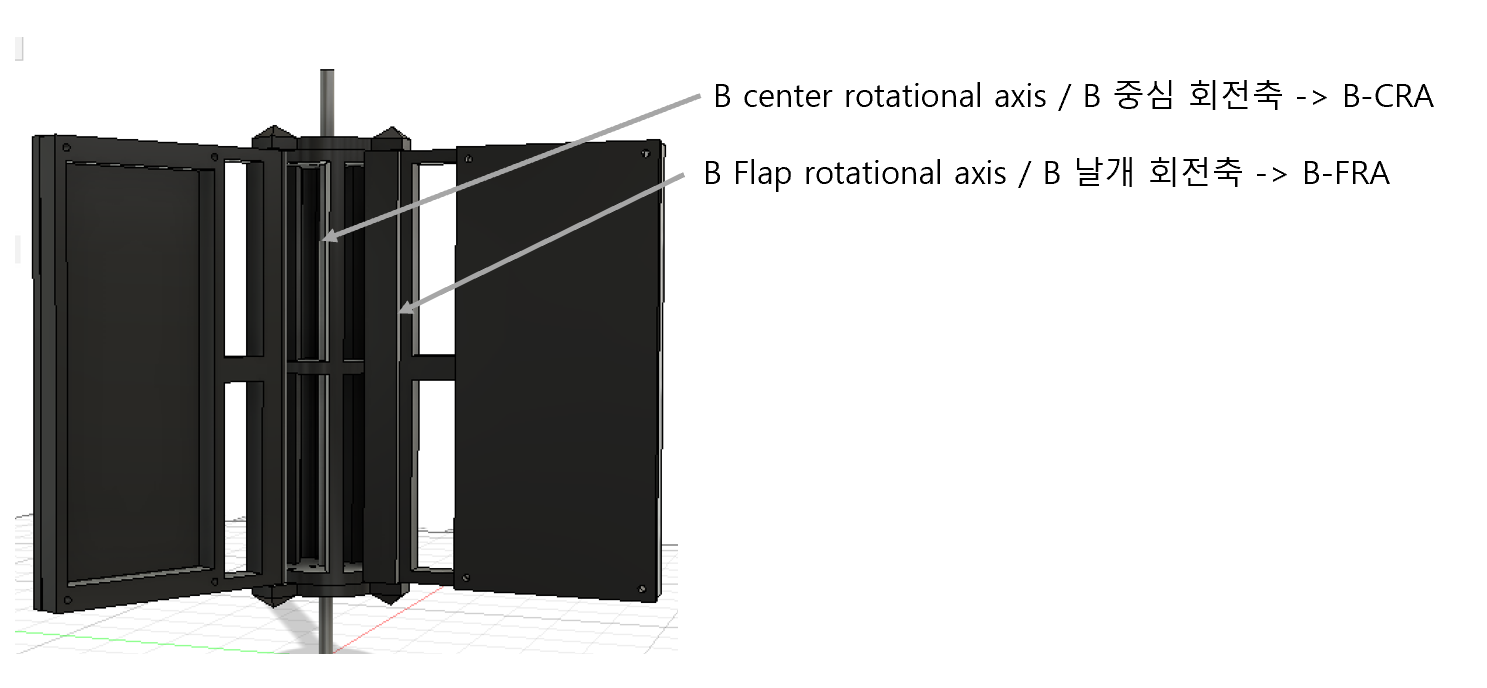 B center rotational axis / B 중심 회전축 -> B-CRA
B Flap rotational axis / B 날개 회전축 -> B-FRA